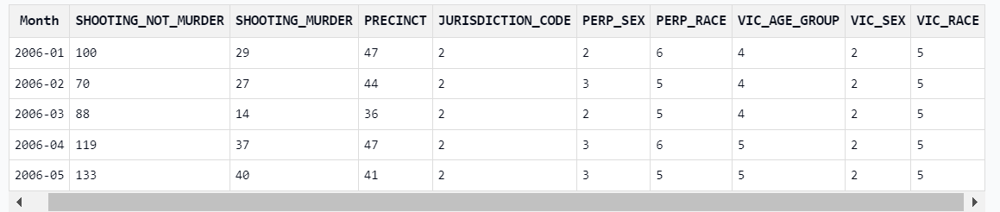 Month SHOOTING_NOT_MURDER SHOOTING_MURDER PRECINCT JURISDICTION_CODE PERP_SEX PERP_RACE VIC_AGE_GROUP VIC_SEX VIC_RACE
2006-01 100 29 47 2 2 6 4 2 5
2006-02 70 27 44 2 3 5 4 2 5
2006-03 88 14 36 2 2 5 4 2 5
2006-04 119 37 47 2 3 6 5 2 5
2006-05 133 40 41 2 3 5 5 2 5